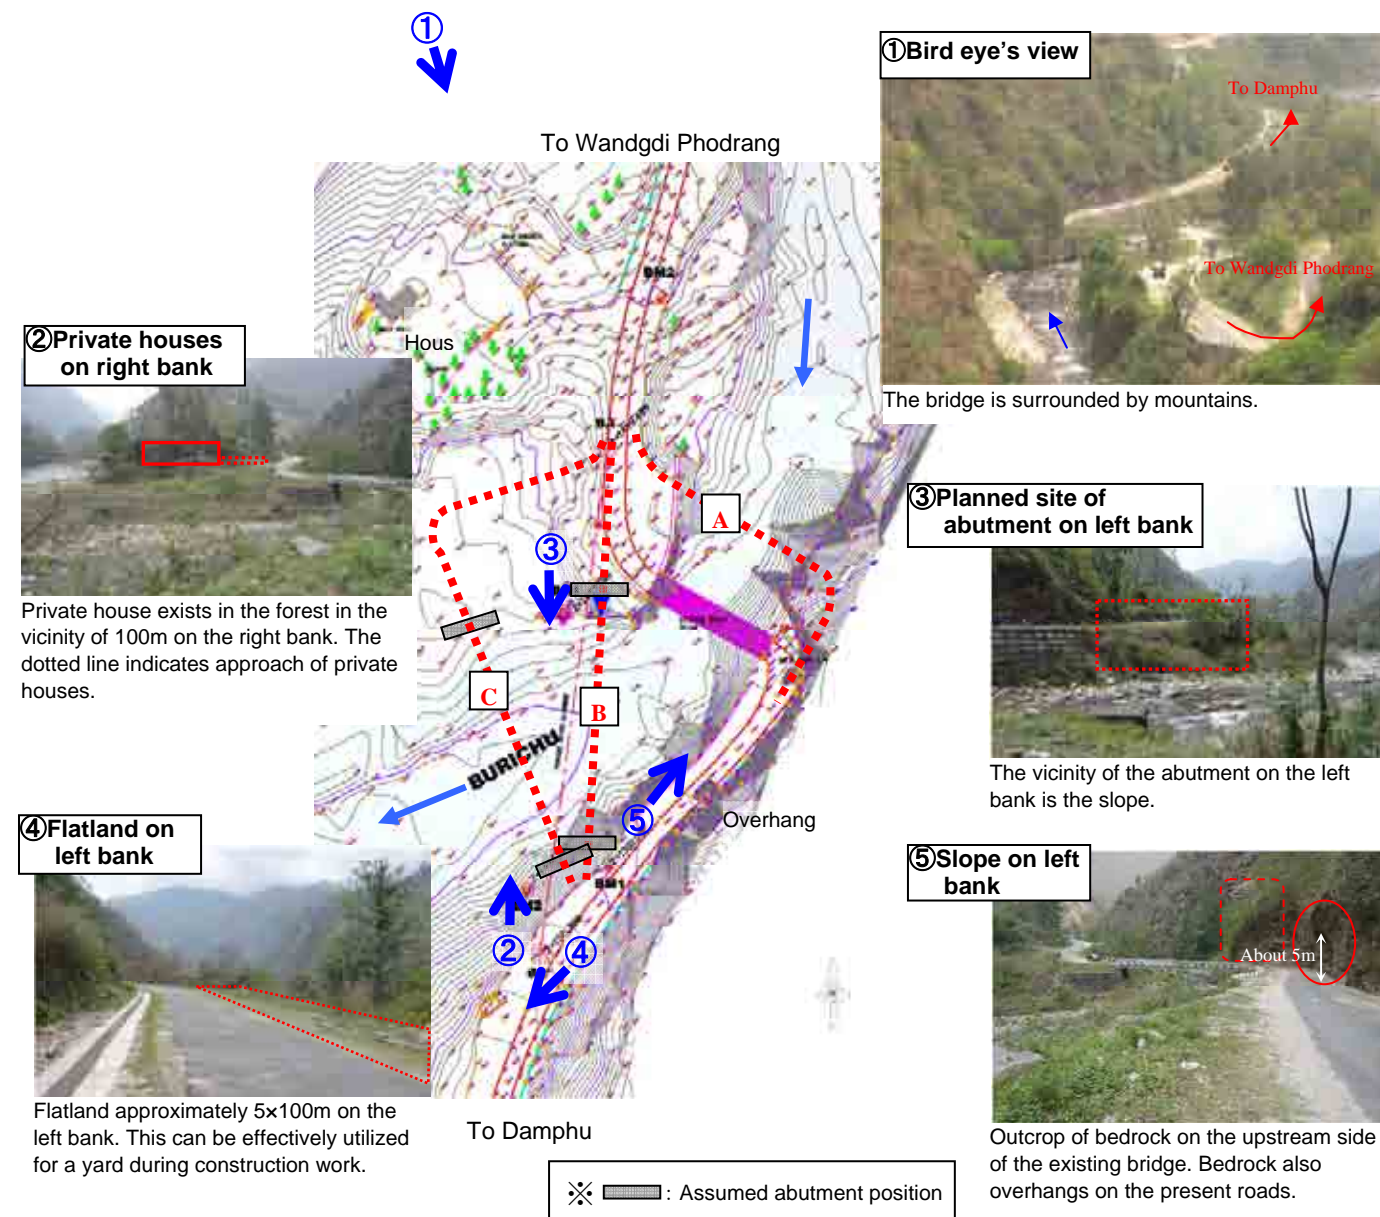 ①
①Bird eye's view
To Damphu
To Wandgdi Phodrang
The bridge is surrounded by mountains.
To Wandgdi Phodrang
BM2
Hous
②Private houses
on right bank
Private house exists in the forest in the
vicinity of 100m on the right bank. The
dotted line indicates approach of private
houses.
A
③
C
B
BURICHU
⑤
Overhang
BM1
②
④
③Planned site of
abutment on left bank
The vicinity of the abutment on the left
bank is the slope.
④Flatland on
left bank
Flatland approximately 5×100m on the
left bank. This can be effectively utilized
for a yard during construction work.
To Damphu
⑤Slope on left
bank
About 5m
Outcrop of bedrock on the upstream side
of the existing bridge. Bedrock also
overhangs on the present roads.
※ : Assumed abutment position